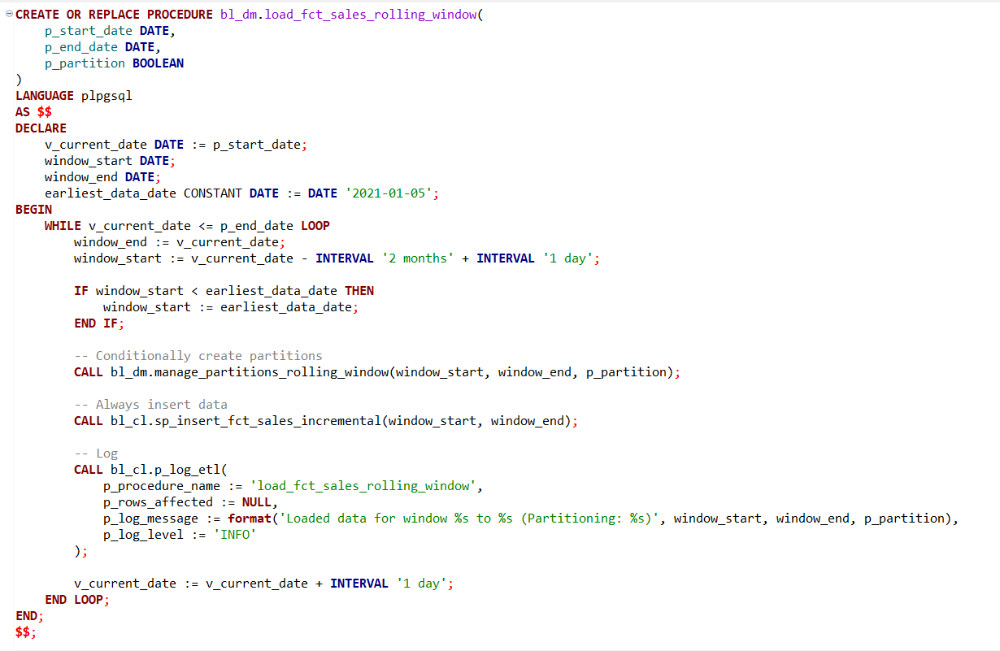 CREATE OR REPLACE PROCEDURE bl_dm.load_fct_sales_rolling_window(
    p_start_date DATE,
    p_end_date DATE,
    p_partition BOOLEAN
)
LANGUAGE plpgsql
AS $$
DECLARE
    v_current_date DATE := p_start_date;
    window_start DATE;
    window_end DATE;
    earliest_data_date CONSTANT DATE := DATE '2021-01-05';
BEGIN
    WHILE v_current_date <= p_end_date LOOP
        window_end := v_current_date;
        window_start := v_current_date - INTERVAL '2 months' + INTERVAL '1 day';

        IF window_start < earliest_data_date THEN
            window_start := earliest_data_date;
        END IF;

        -- Conditionally create partitions
        CALL bl_dm.manage_partitions_rolling_window(window_start, window_end, p_partition);

        -- Always insert data
        CALL bl_cl.sp_insert_fct_sales_incremental(window_start, window_end);

        -- Log
        CALL bl_cl.p_log_etl(
            p_procedure_name := 'load_fct_sales_rolling_window',
            p_rows_affected := NULL,
            p_log_message := format('Loaded data for window %s to %s (Partitioning: %s)', window_start, window_end, p_partition),
            p_log_level := 'INFO'
        );

        v_current_date := v_current_date + INTERVAL '1 day';
    END LOOP;
END;
$$;